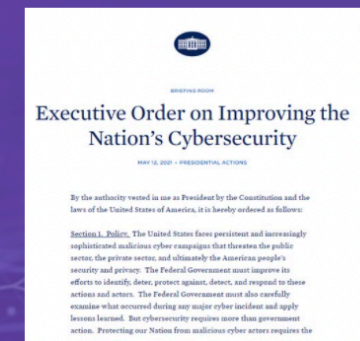 BRIEFING ROOM
Executive Order on Improving the
Nation's Cybersecurity
MAY 12, 2021 • PRESIDENTIAL ACTIONS
By the authority vested in me as President by the Constitution and the
laws of the United States of America, it is hereby ordered as follows:
Section 1. Policy. The United States faces persistent and increasingly
sophisticated malicious cyber campaigns that threaten the public
sector, the private sector, and ultimately the American people's
security and privacy. The Federal Government must improve its
efforts to identify, deter, protect against, detect, and respond to these
actions and actors. The Federal Government must also carefully
examine what occurred during any major cyber incident and apply
lessons learned. But cybersecurity requires more than government
action. Protecting our Nation from malicious cyber actors requires the